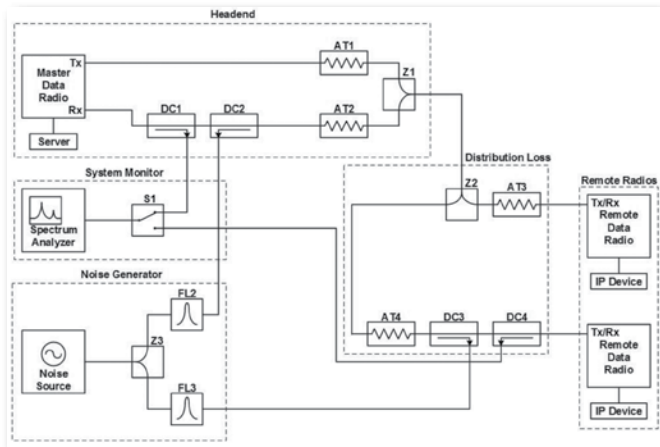 Headend
Tx
Master
Data
Radio
Rx
Server
DC1
DC2
AT1
AT2
Z1
System Monitor
Spectrum
Analyzer
S1
Distribution Loss
Z2
AT3
AT4
DC3
DC4
Remote Radios
Tx/Rx
Remote
Data
Radio
IP Device
Tx/Rx
Remote
Data
Radio
IP Device
Noise Generator
Noise
Source
Z3
FL2
FL3